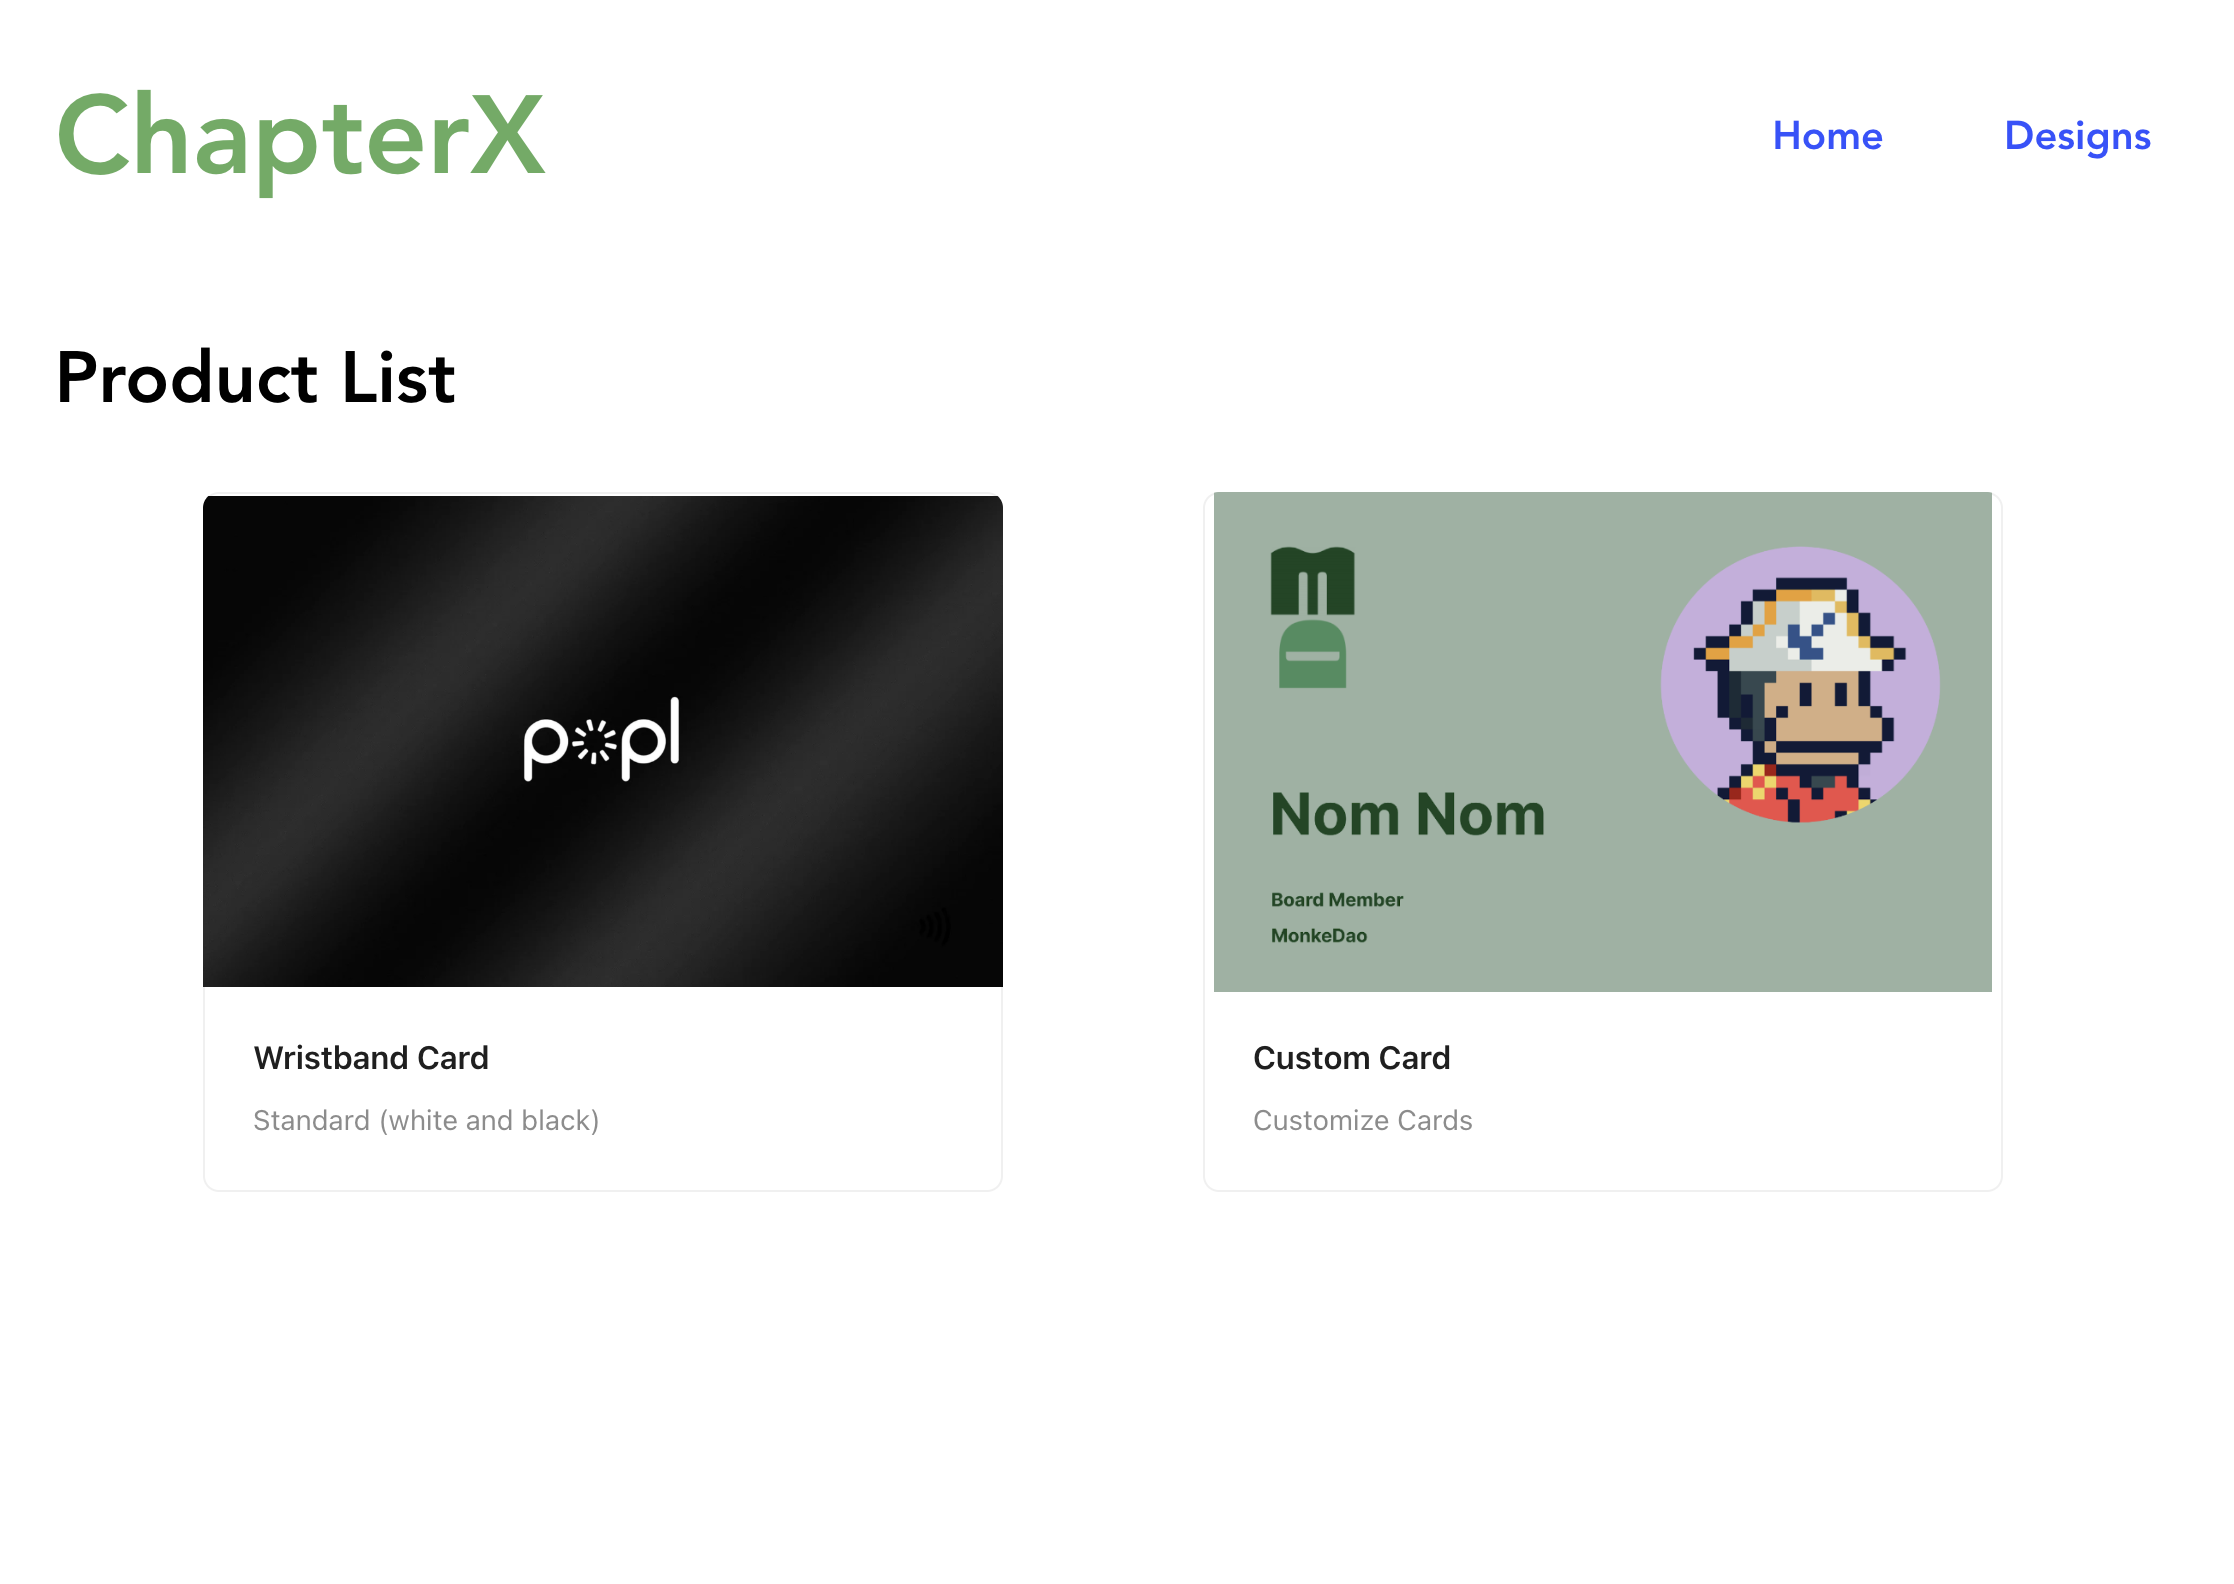 ChapterX
Home
Designs
Product List
popl
Nom Nom
Board Member
MonkeDao
Wristband Card
Standard (white and black)
Custom Card
Customize Cards